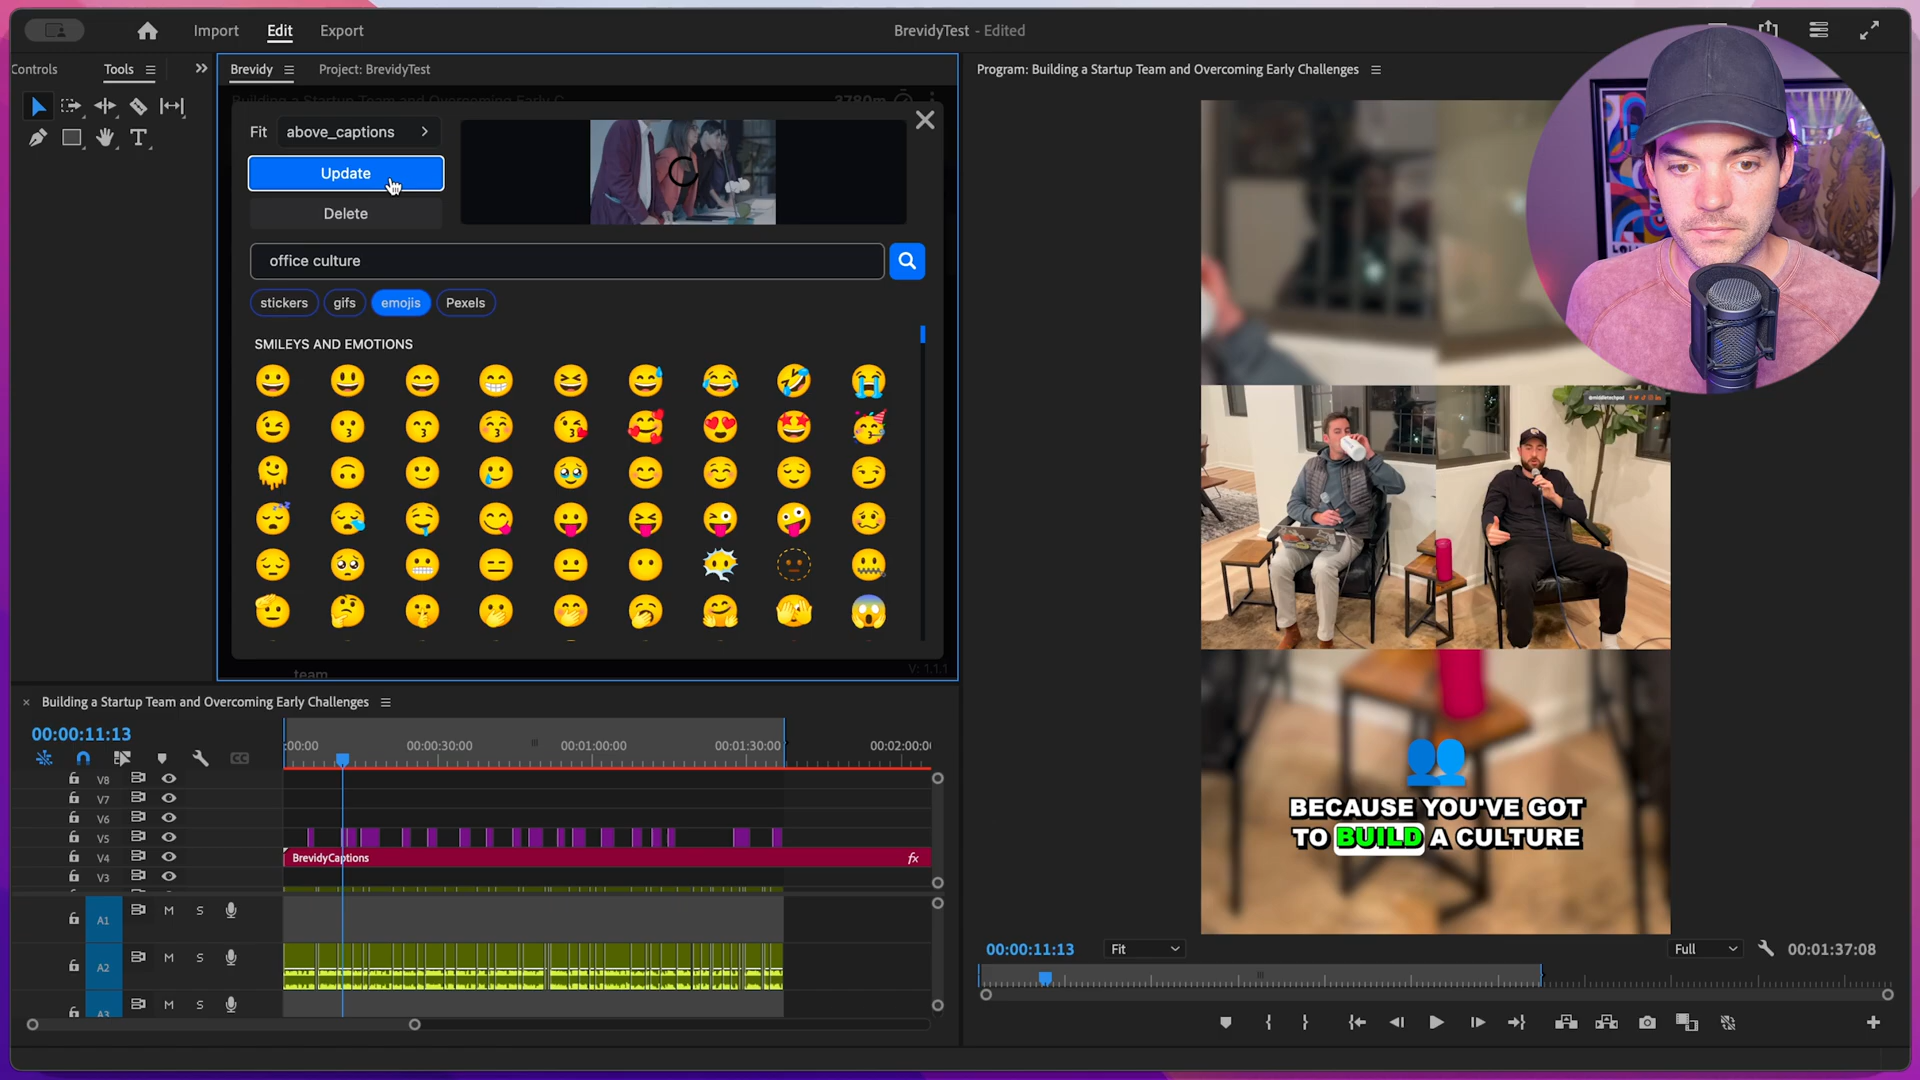 Import
Edit
Export
BrevidyTest - Edited
Controls
Tools
Brevidy
Project: BrevidyTest
Program: Building a Startup Team and Overcoming Early Challenges
Building a Startup Team and Overcoming Early C
3780m
Fit
above_captions
Update
Delete
office culture
stickers
gifs
emojis
Pexels
SMILEYS AND EMOTIONS
team
V: 1.1.1
@middletechpod
BECAUSE YOU'VE GOT
TO BUILD A CULTURE
Building a Startup Team and Overcoming Early Challenges
00:00:11:13
:00:00
00:00:30:00
00:01:00:00
00:01:30:00
00:02:00:0
CC
V8
V7
V6
V5
V4
BrevidyCaptions
fx
V3
A1
M
S
A2
M
S
A3
M
S
00:00:11:13
Fit
Full
00:01:37:08